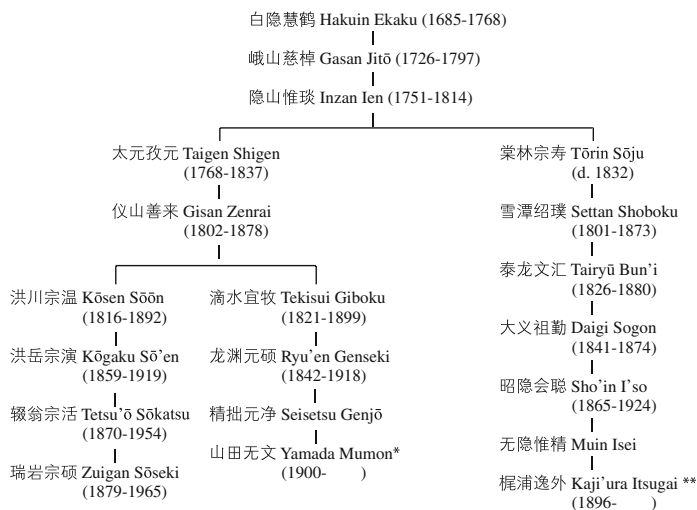 白隐慧鹤 Hakuin Ekaku (1685-1768)
峨山慈棹 Gasan Jitō (1726-1797)
隐山惟琰 Inzan Ien (1751-1814)
太元孜元 Taigen Shigen
(1768-1837)
仪山善来 Gisan Zenrai
(1802-1878)
洪川宗温 Kōsen Sōōn
(1816-1892)
洪岳宗演 Kōgaku Sō’en
(1859-1919)
辍翁宗活 Tetsu’ō Sōkatsu
(1870-1954)
瑞岩宗硕 Zuigan Sōseki
(1879-1965)
滴水宜牧 Tekisui Giboku
(1821-1899)
龙渊元硕 Ryu’en Genseki
(1842-1918)
精拙元净 Seisetsu Genjō
山田无文 Yamada Mumon*
(1900- )
棠林宗寿 Tōrin Sōju
(d. 1832)
雪潭绍璞 Settan Shoboku
(1801-1873)
泰龙文汇 Tairyū Bun’i
(1826-1880)
大义祖勤 Daigi Sogon
(1841-1874)
昭隐会聪 Sho’in I’so
(1865-1924)
无隐惟精 Muin Isei
梶浦逸外 Kaji’ura Itsugai **
(1896- )